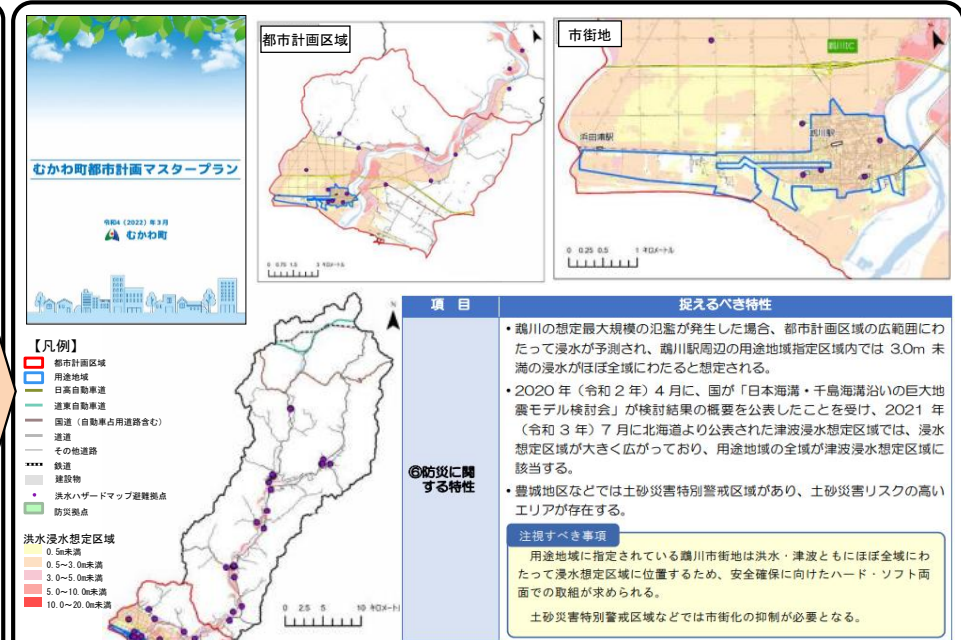 むかわ町都市計画マスタープラン
令和4(2022)年3月
むかわ町
都市計画区域
0 0.75 1.5 3 キロメートル
市街地
鵡川IC
浜田浦駅
鵡川駅
0 0.25 0.5 1 キロメートル
【凡例】
都市計画区域
用途地域
日高自動車道
道東自動車道
国道(自動車占用道路含む)
道道
その他道路
鉄道
建設物
洪水ハザードマップ避難拠点
防災拠点
洪水浸水想定区域
0.5m未満
0.5~3.0m未満
3.0~5.0m未満
5.0~10.0m未満
10.0~20.0m未満
0 2.5 5 10 キロメートル
項 目
捉えるべき特性
⑥防災に関
する特性
・鵡川の想定最大規模の氾濫が発生した場合、都市計画区域の広範囲にわ
たって浸水が予測され、鵡川駅周辺の用途地域指定区域内では 3.0m 未
満の浸水がほぼ全域にわたると想定される。
・2020 年(令和 2 年)4 月に、国が「日本海溝・千島海溝沿いの巨大地
震モデル検討会」が検討結果の概要を公表したことを受け、2021 年
(令和 3 年)7 月に北海道より公表された津波浸水想定区域では、浸水
想定区域が大きく広がっており、用途地域の全域が津波浸水想定区域に
該当する。
・豊城地区などでは土砂災害特別警戒区域があり、土砂災害リスクの高い
エリアが存在する。
注視すべき事項
用途地域に指定されている鵡川市街地は洪水・津波ともにほぼ全域にわ
たって浸水想定区域に位置するため、安全確保に向けたハード・ソフト両
面での取組が求められる。
土砂災害特別警戒区域などでは市街化の抑制が必要となる。